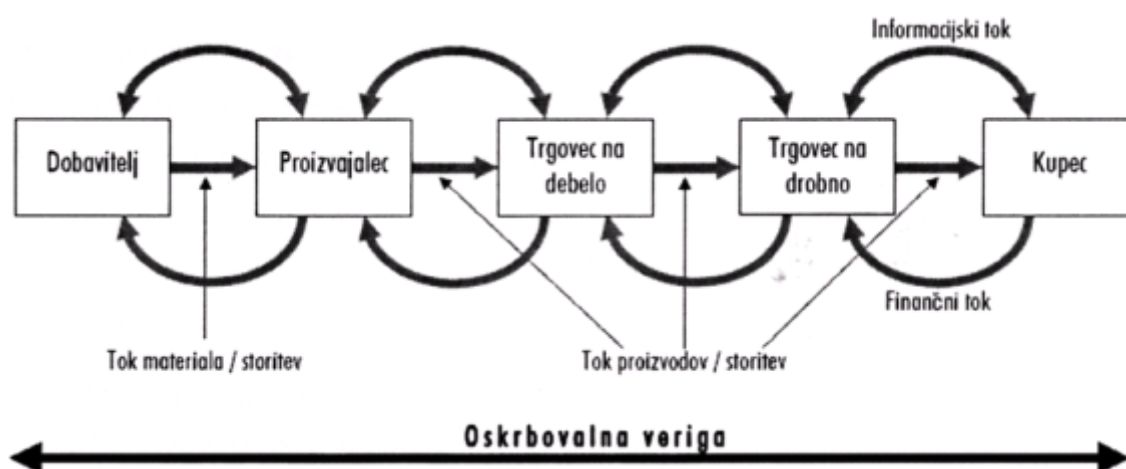 Informacijski tok
Dobavitelj
Proizvajalec
Trgovec na
debelo
Trgovec na
drobno
Kupec
Finančni tok
Tok materiala / storitev
Tok proizvodov / storitev
Oskrbovalna veriga